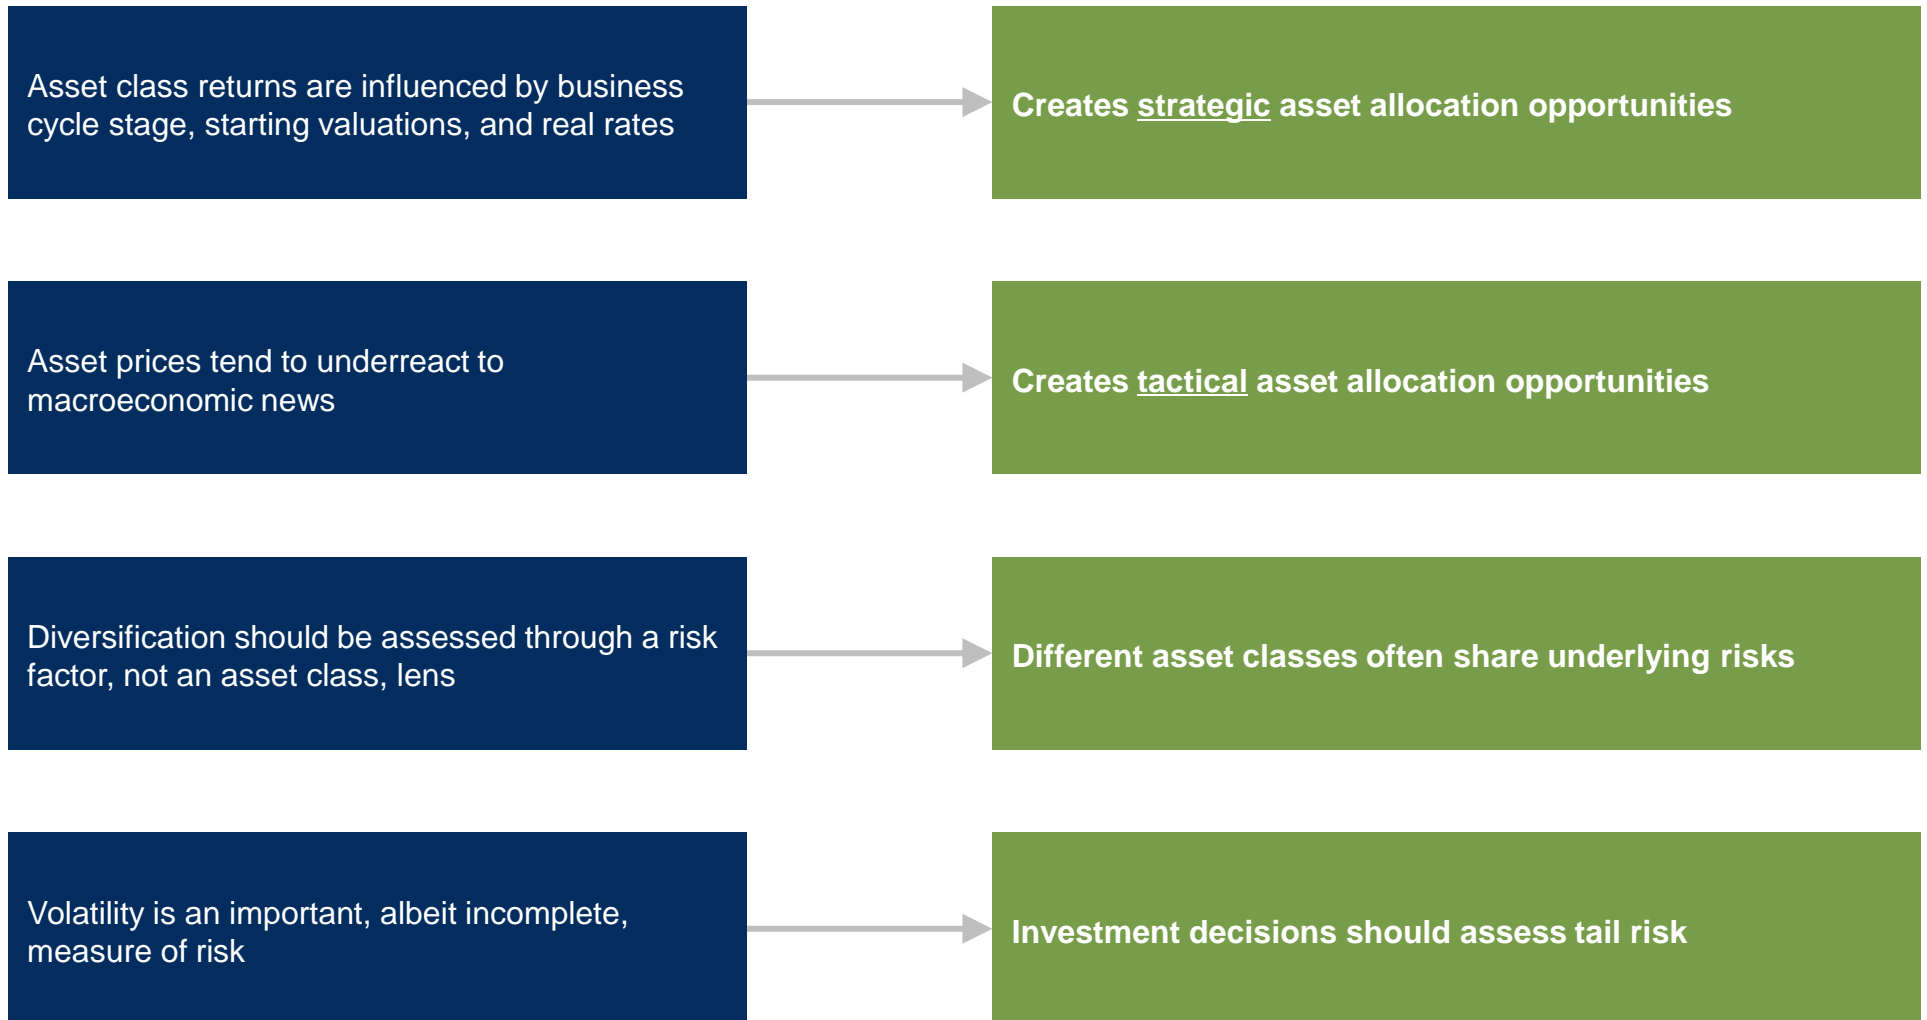 Asset class returns are influenced by business
cycle stage, starting valuations, and real rates
Creates strategic asset allocation opportunities
Asset prices tend to underreact to
macroeconomic news
Creates tactical asset allocation opportunities
Diversification should be assessed through a risk
factor, not an asset class, lens
Different asset classes often share underlying risks
Volatility is an important, albeit incomplete,
measure of risk
Investment decisions should assess tail risk